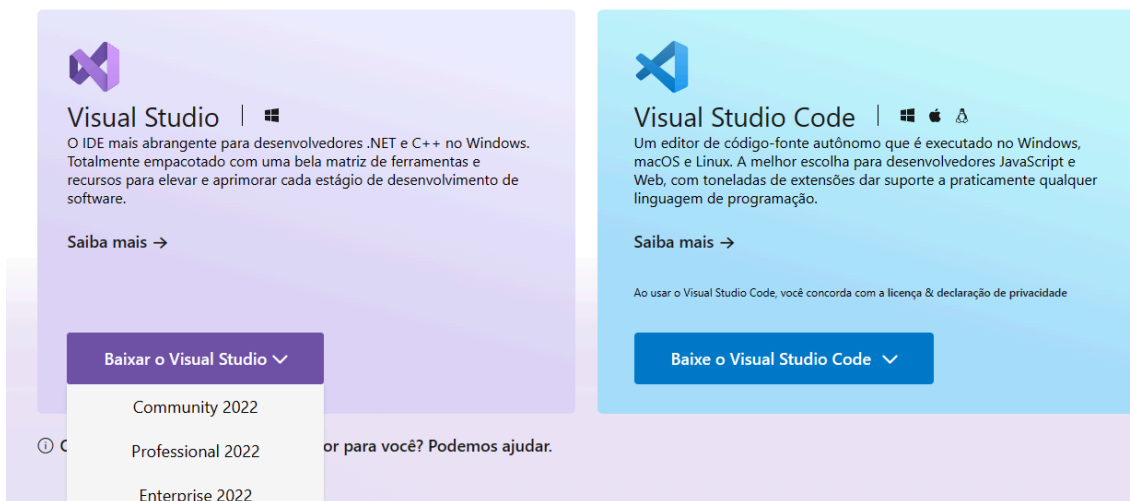 Visual Studio
O IDE mais abrangente para desenvolvedores .NET e C++ no Windows.
Totalmente empacotado com uma bela matriz de ferramentas e
recursos para elevar e aprimorar cada estágio de desenvolvimento de
software.
Saiba mais →
Baixar o Visual Studio
Community 2022
Professional 2022
Enterprise 2022
Visual Studio Code
Um editor de código-fonte autônomo que é executado no Windows,
macOS e Linux. A melhor escolha para desenvolvedores JavaScript e
Web, com toneladas de extensões dar suporte a praticamente qualquer
linguagem de programação.
Saiba mais →
Ao usar o Visual Studio Code, você concorda com a licença & declaração de privacidade
Baixe o Visual Studio Code
para você? Podemos ajudar.